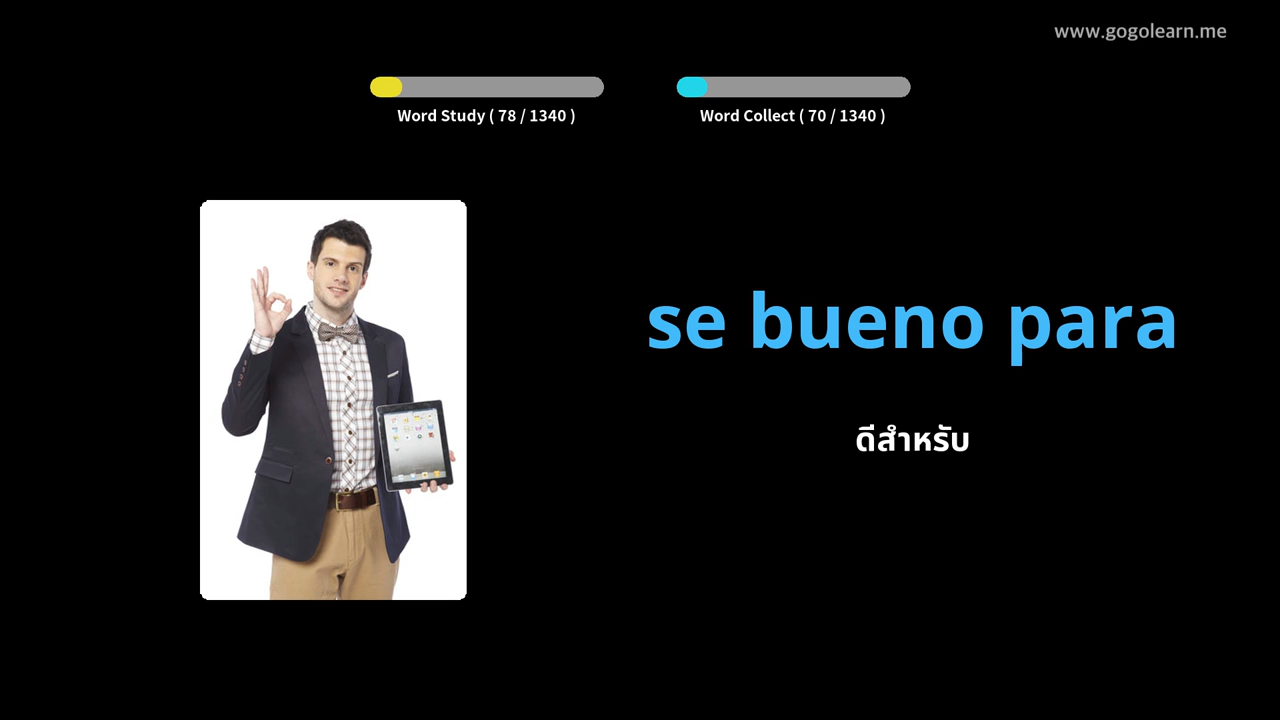 www.gogolearn.me
Word Study ( 78 / 1340 )
Word Collect ( 70 / 1340 )
se bueno para
ดีสำหรับ